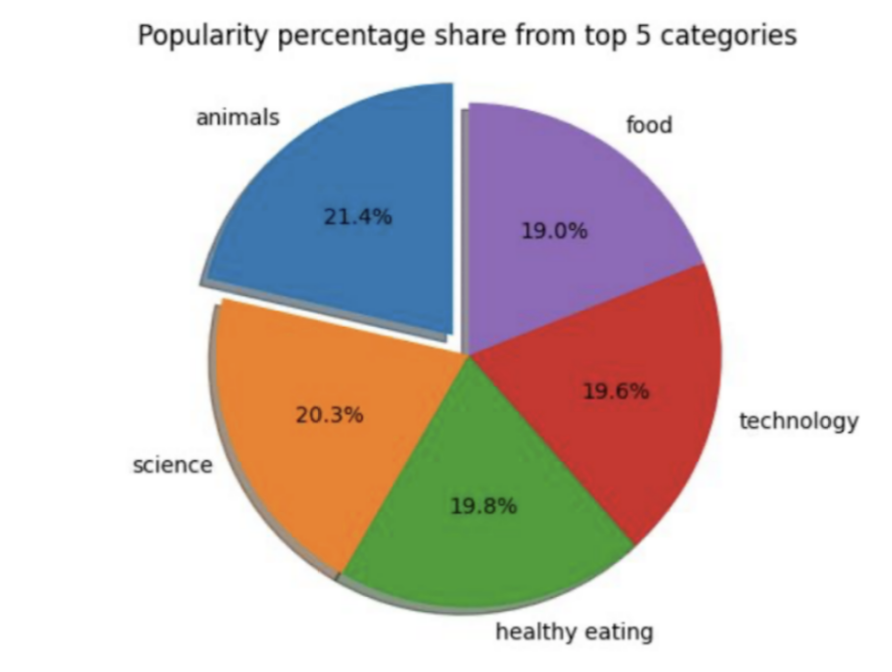 Popularity percentage share from top 5 categories
animals
food
21.4%
19.0%
19.6%
20.3%
technology
science
19.8%
healthy eating